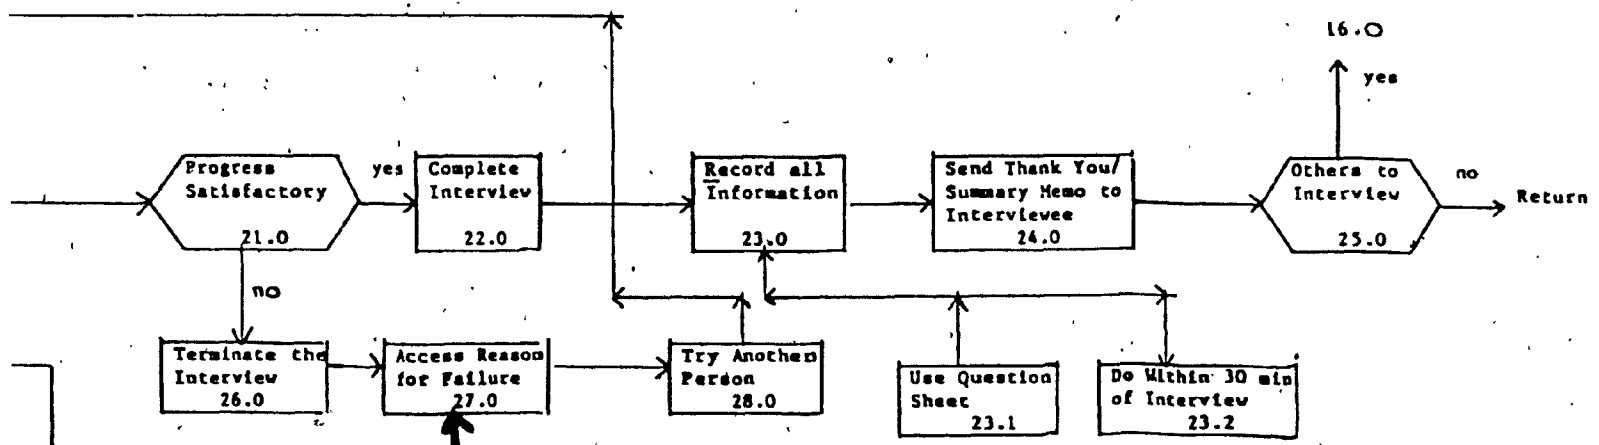 16.0
yes
Progress
Satisfactory
21.0
yes
Complete
Interview
22.0
Record all
Information
23.0
Send Thank You/
Summary Memo to
Interviewee
24.0
Others to
Interview
25.0
no
Return
no
Terminate the
Interview
26.0
Access Reason
for Failure
27.0
Try Another
Person
28.0
Use Question
Sheet
23.1
Do Within 30 min
of Interview
23.2